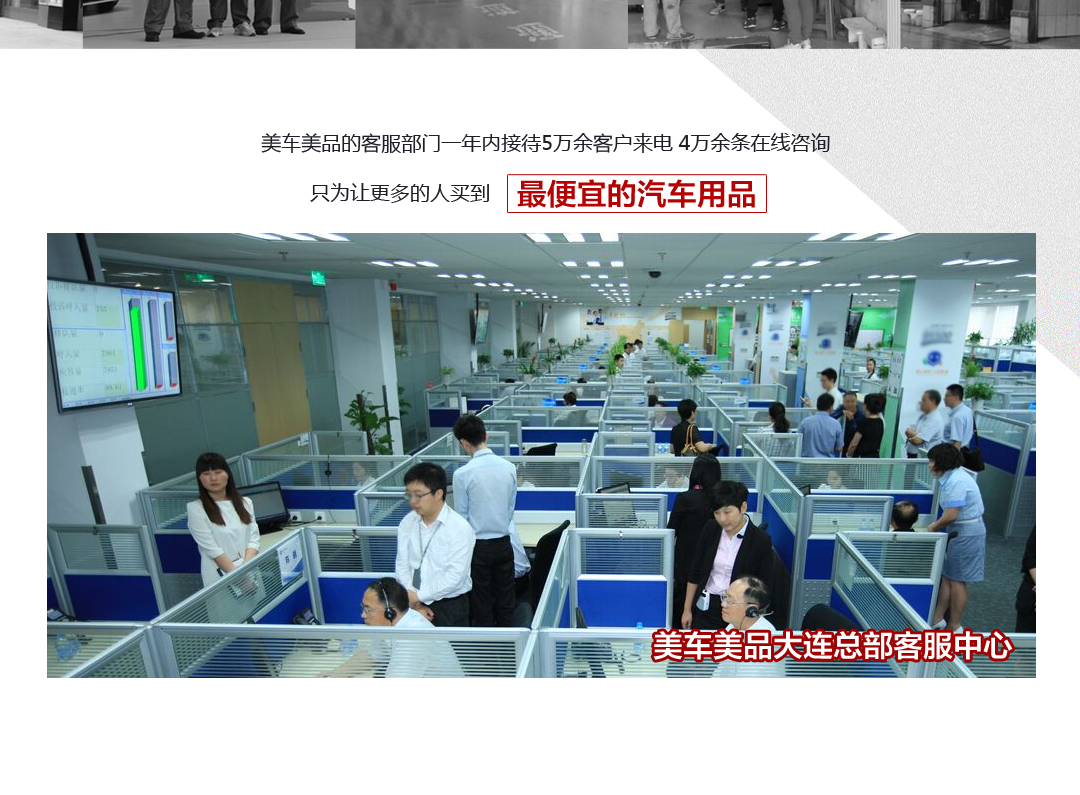 美车美品的客服部门一年内接待5万余客户来电 4万余条在线咨询
只为让更多的人买到 最便宜的汽车用品
美车美品大连总部客服中心